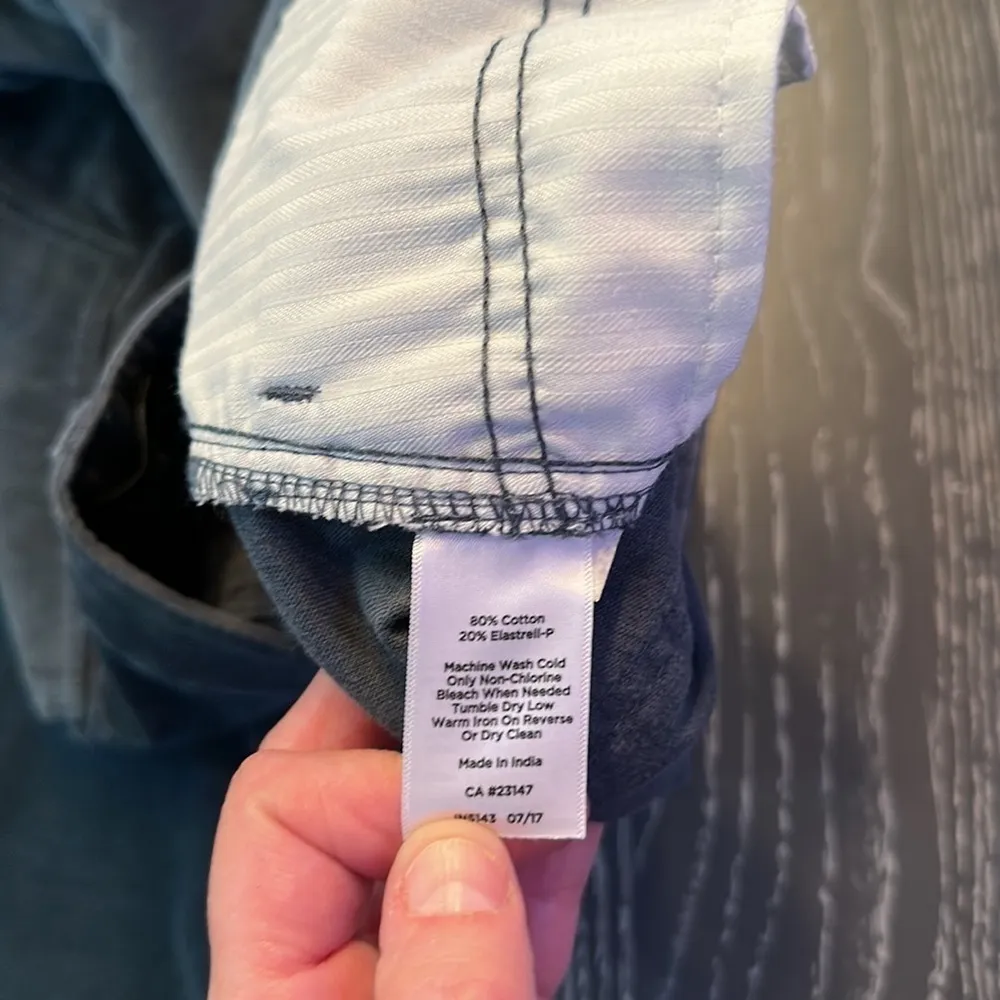 80% Cotton
20% Elastrell-P
Machine Wash Cold
Only Non-Chlorine
Bleach When Needed
Tumble Dry Low
Warm Iron On Reverse
Or Dry Clean
Made In India
CA #23147
07/17